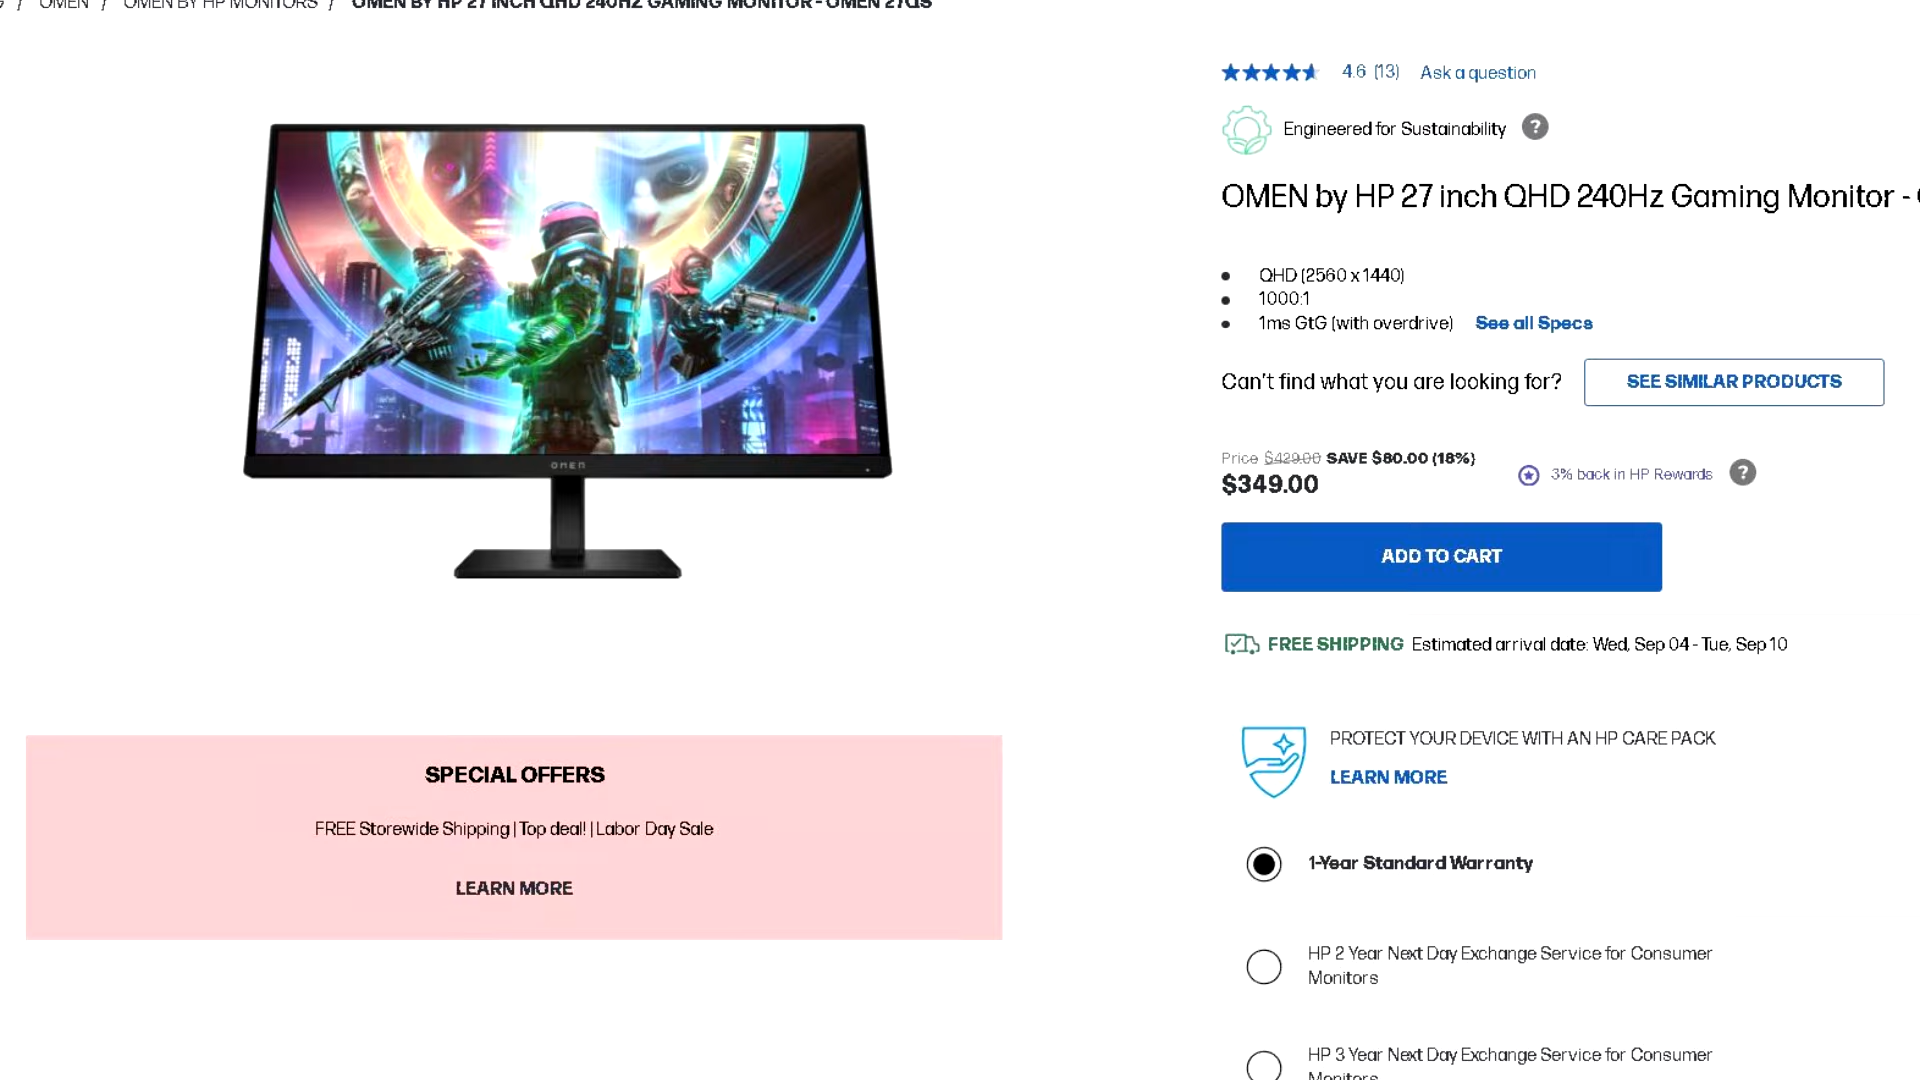 / OMEN / OMEN BY HP MONITORS / OMEN BY HP 27 INCH QHD 240HZ GAMING MONITOR - OMEN 27QS
4.6 (13) Ask a question
Engineered for Sustainability ?
OMEN by HP 27 inch QHD 240Hz Gaming Monitor -
QHD (2560 x 1440)
1000:1
1ms GtG (with overdrive) See all Specs
Can't find what you are looking for? SEE SIMILAR PRODUCTS
Price $429.00 SAVE $80.00 (18%)
$349.00
3% back in HP Rewards ?
ADD TO CART
FREE SHIPPING Estimated arrival date: Wed, Sep 04 - Tue, Sep 10
PROTECT YOUR DEVICE WITH AN HP CARE PACK
LEARN MORE
1-Year Standard Warranty
HP 2 Year Next Day Exchange Service for Consumer
Monitors
HP 3 Year Next Day Exchange Service for Consumer
Monitors
OMEN
SPECIAL OFFERS
FREE Storewide Shipping | Top deal! | Labor Day Sale
LEARN MORE